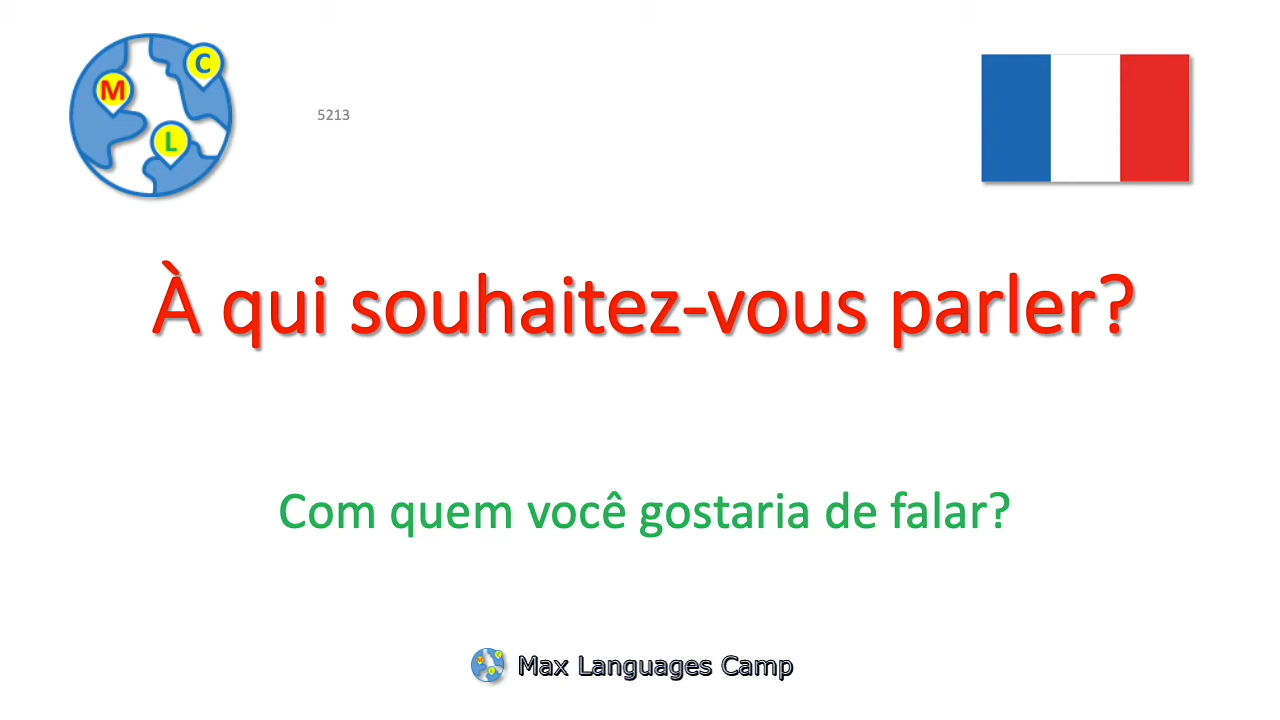 C
M
L
5213
À qui souhaitez-vous parler?
Com quem você gostaria de falar?
Max Languages Camp